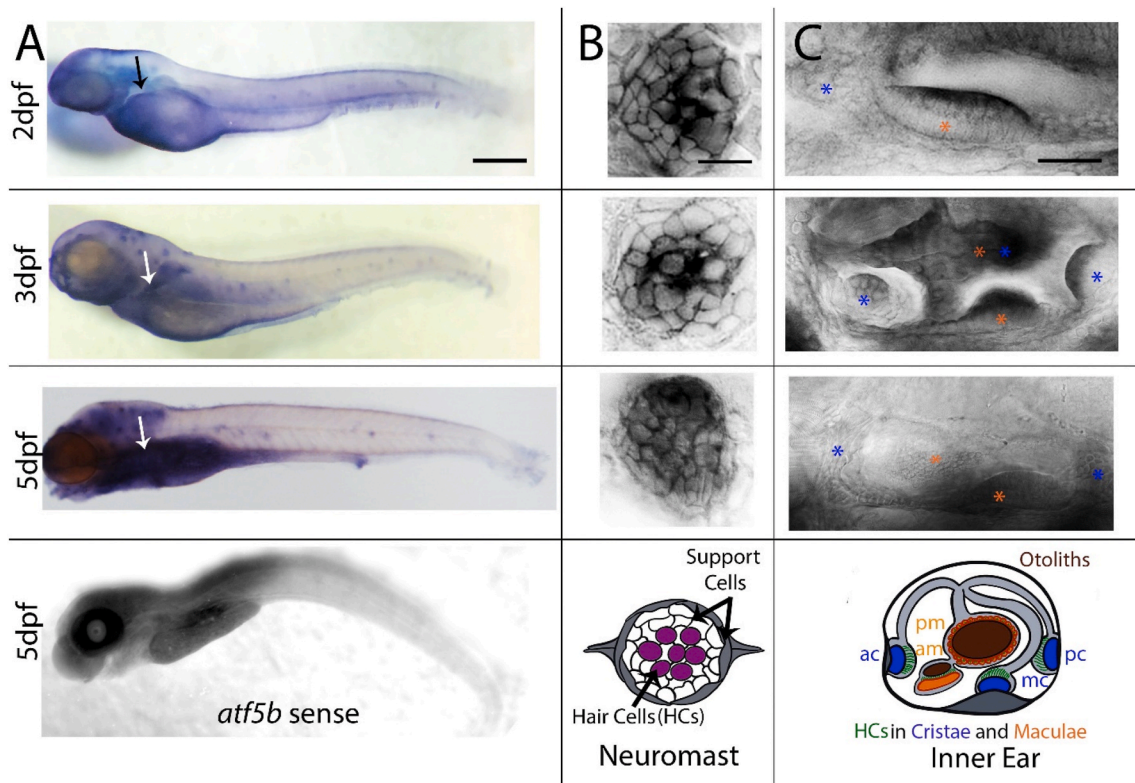 A
B
C
2dpf
*
*
3dpf
*
*
*
*
*
5dpf
*
*
*
*
5dpf
atf5b sense
Support
Cells
Hair Cells(HCs)
Neuromast
Otoliths
pm
am
ac
pc
mc
HCs in Cristae and Maculae
Inner Ear